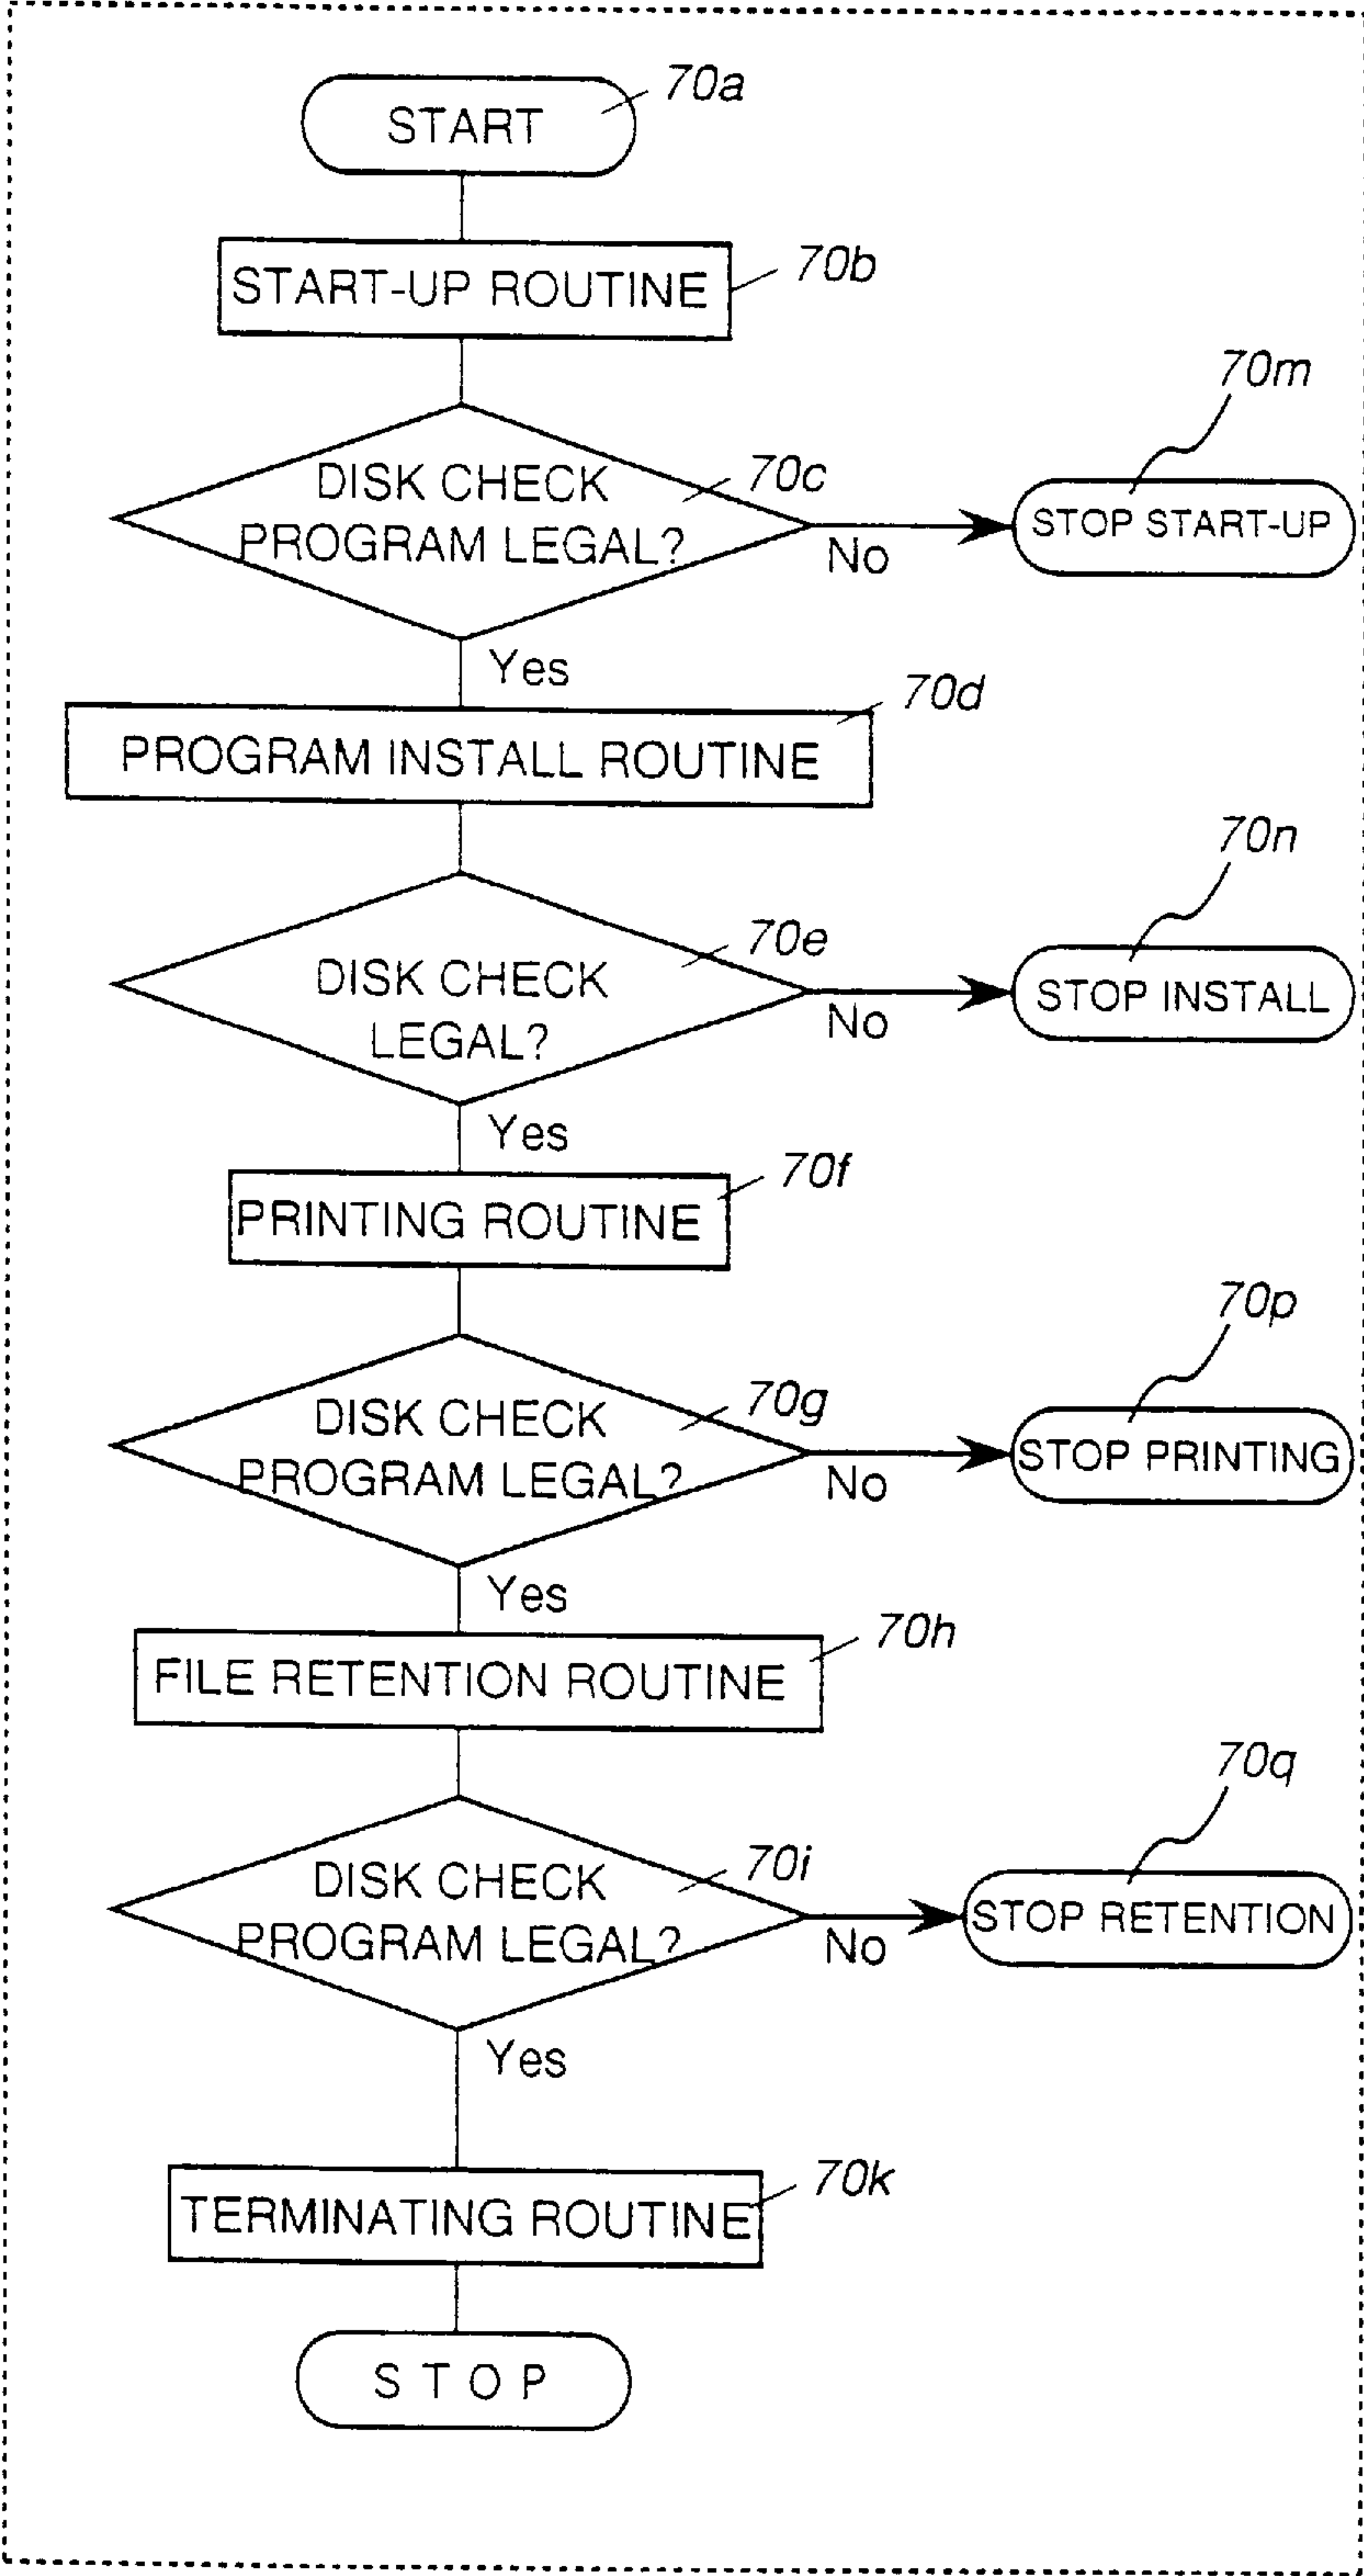 START
70a
START-UP ROUTINE
70b
DISK CHECK
PROGRAM LEGAL?
70c
No
70m
STOP START-UP
Yes
PROGRAM INSTALL ROUTINE
70d
DISK CHECK
LEGAL?
70e
No
70n
STOP INSTALL
Yes
PRINTING ROUTINE
70f
DISK CHECK
PROGRAM LEGAL?
70g
No
70p
STOP PRINTING
Yes
FILE RETENTION ROUTINE
70h
DISK CHECK
PROGRAM LEGAL?
70i
No
70q
STOP RETENTION
Yes
TERMINATING ROUTINE
70k
STOP